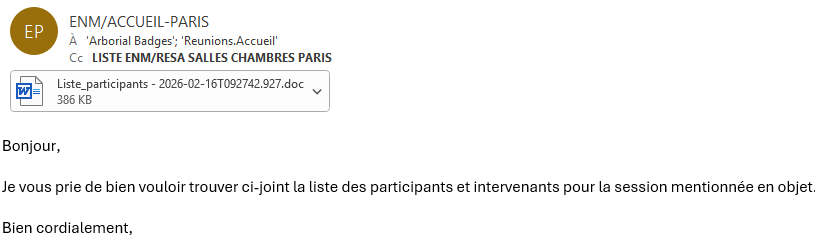 EP
ENM/ACCUEIL-PARIS
À 'Arborial Badges'; 'Reunions.Accueil'
Cc LISTE ENM/RESA SALLES CHAMBRES PARIS
Liste_participants - 2026-02-16T092742.927.doc
386 KB
Bonjour,
Je vous prie de bien vouloir trouver ci-joint la liste des participants et intervenants pour la session mentionnée en objet.
Bien cordialement,